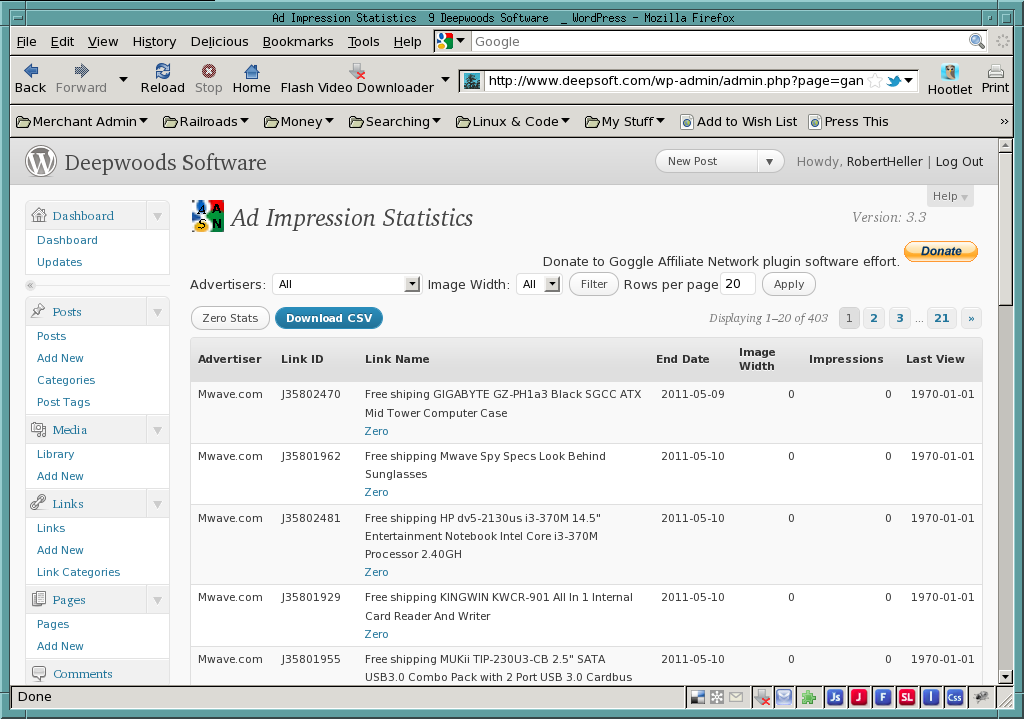 Ad Impression Statistics 9 Deepwoods Software _ WordPress - Mozilla Firefox
File Edit View History Delicious Bookmarks Tools Help Google
Back Forward Reload Stop Home Flash Video Downloader http://www.deepsoft.com/wp-admin/admin.php?page=gan Hootlet Print
Merchant Admin Railroads Money Searching Linux & Code My Stuff Add to Wish List Press This »
Deepwoods Software New Post Howdy, RobertHeller | Log Out
Help
Dashboard
Dashboard
Updates
«
Posts
Posts
Add New
Categories
Post Tags
Media
Library
Add New
Links
Links
Add New
Link Categories
Pages
Pages
Add New
Comments
A A S N
Ad Impression Statistics Version: 3.3
Donate to Goggle Affiliate Network plugin software effort. Donate
Advertisers: All Image Width: All Filter Rows per page 20 Apply
Zero Stats Download CSV Displaying 1–20 of 403 1 2 3 ... 21 »
Advertiser Link ID Link Name End Date Image Width Impressions Last View
Mwave.com J35802470 Free shiping GIGABYTE GZ-PH1a3 Black SGCC ATX 2011-05-09 0 0 1970-01-01
Mid Tower Computer Case
Zero
Mwave.com J35801962 Free shipping Mwave Spy Specs Look Behind 2011-05-10 0 0 1970-01-01
Sunglasses
Zero
Mwave.com J35802481 Free shipping HP dv5-2130us i3-370M 14.5" 2011-05-10 0 0 1970-01-01
Entertainment Notebook Intel Core i3-370M
Processor 2.40GH
Zero
Mwave.com J35801929 Free shipping KINGWIN KWCR-901 All In 1 Internal 2011-05-10 0 0 1970-01-01
Card Reader And Writer
Zero
Mwave.com J35801955 Free shipping MUKii TIP-230U3-CB 2.5" SATA 2011-05-10 0 0 1970-01-01
USB3.0 Combo Pack with 2 Port USB 3.0 Cardbus
Done Js J F SL I Css